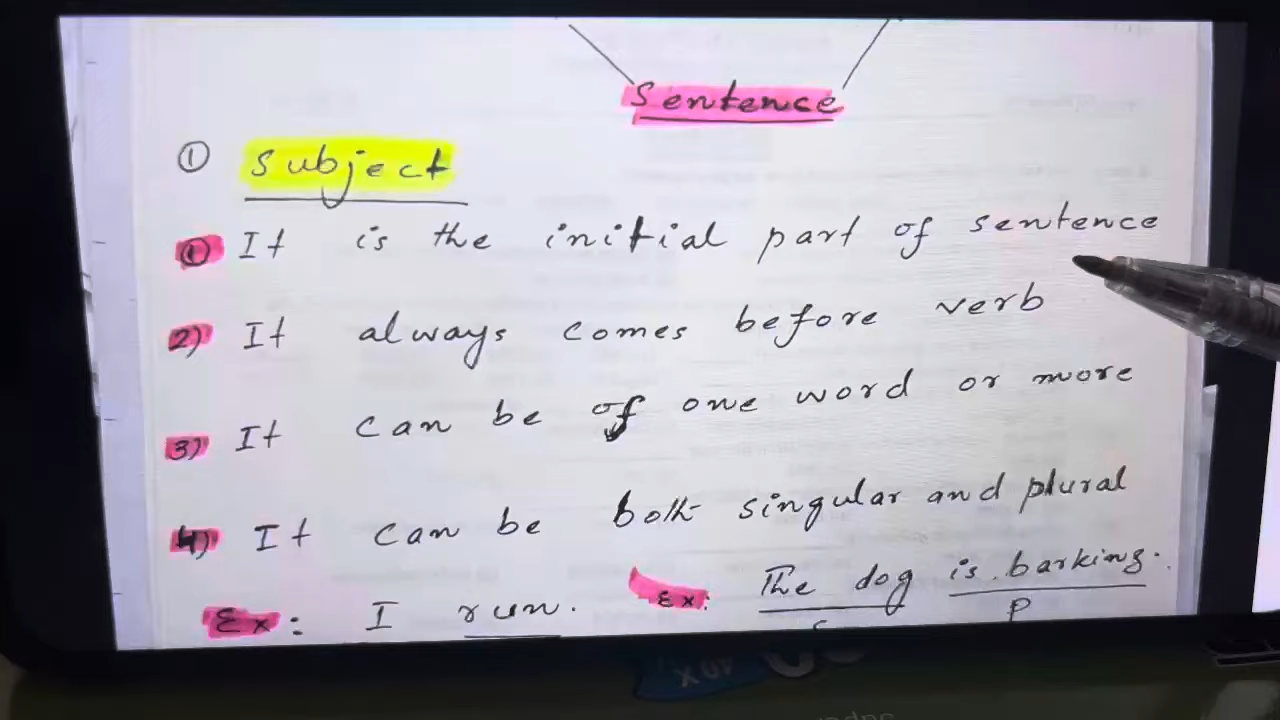 Sentence
① Subject
① It is the initial part of sentence
2) It always comes before verb
3) It can be of one word or more
4) It can be both singular and plural
Ex: I run. Ex: The dog is barking.
P